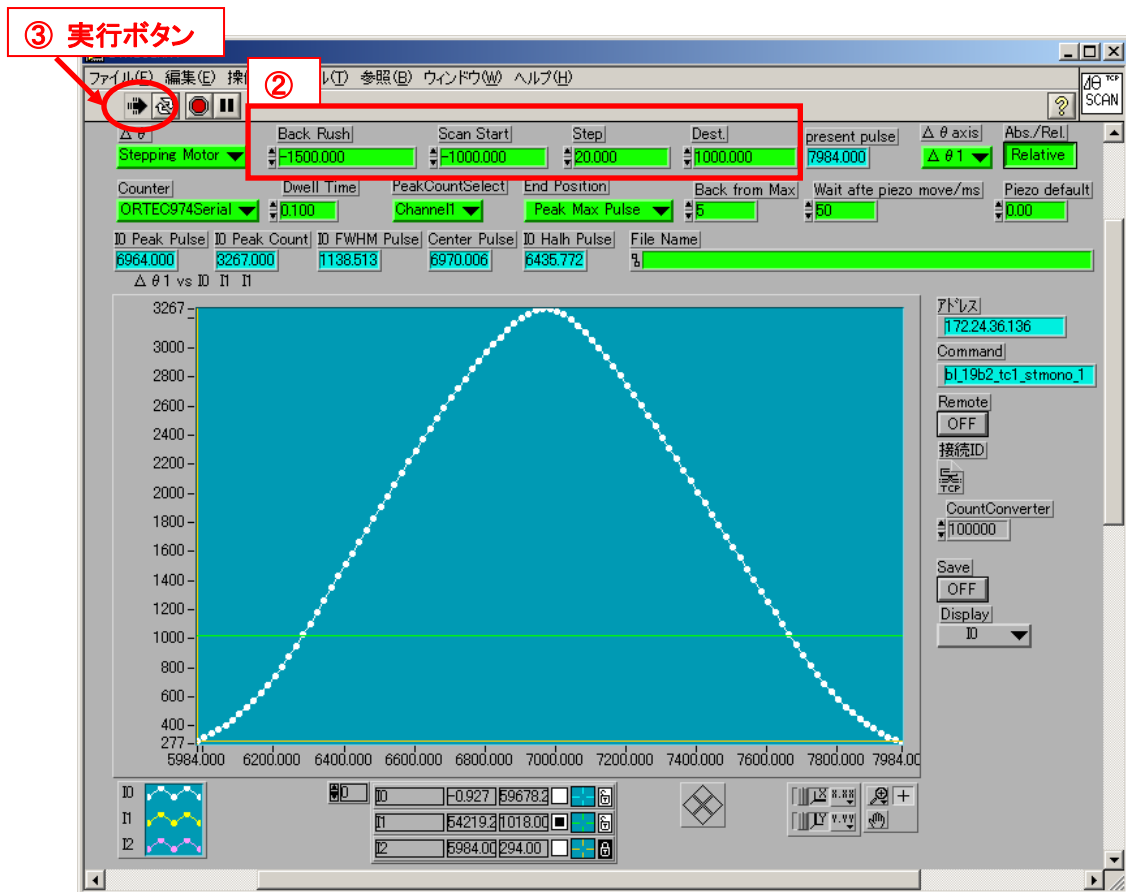 ③ 実行ボタン
ファイル(F) 編集(E) 操 ル(T) 参照(B) ウィンドウ(W) ヘルプ(H)
②
Δθ TCP
SCAN
Δθ Back Rush Scan Start Step Dest. present pulse Δθ axis Abs./Rel.
Stepping Motor -1500.000 -1000.000 20.000 1000.000 7984.000 Δθ1 Relative
Counter Dwell Time PeakCountSelect End Position Back from Max Wait afte piezo move/ms Piezo default
ORTEC974Serial 0.100 Channel1 Peak Max Pulse 5 50 0.00
I0 Peak Pulse I0 Peak Count I0 FWHM Pulse Center Pulse I0 Halh Pulse File Name
6964.000 3267.000 1138.513 6970.006 6435.772 %
Δθ1 vs I0 I1 I1
3267
3000
2800
2600
2400
2200
2000
1800
1600
1400
1200
1000
800
600
400
277
5984.000 6200.000 6400.000 6600.000 6800.000 7000.000 7200.000 7400.000 7600.000 7800.000 7984.00
アドレス
172.24.36.136
Command
bl_19b2_tc1_stmono_1
Remote
OFF
接続ID
TCP
CountConverter
100000
Save
OFF
Display
I0
I0
I1
I2
0
I0 -0.927 59678.2
I1 54219.2 1018.00
I2 5984.00 294.00
X X.XX
Y Y.YY